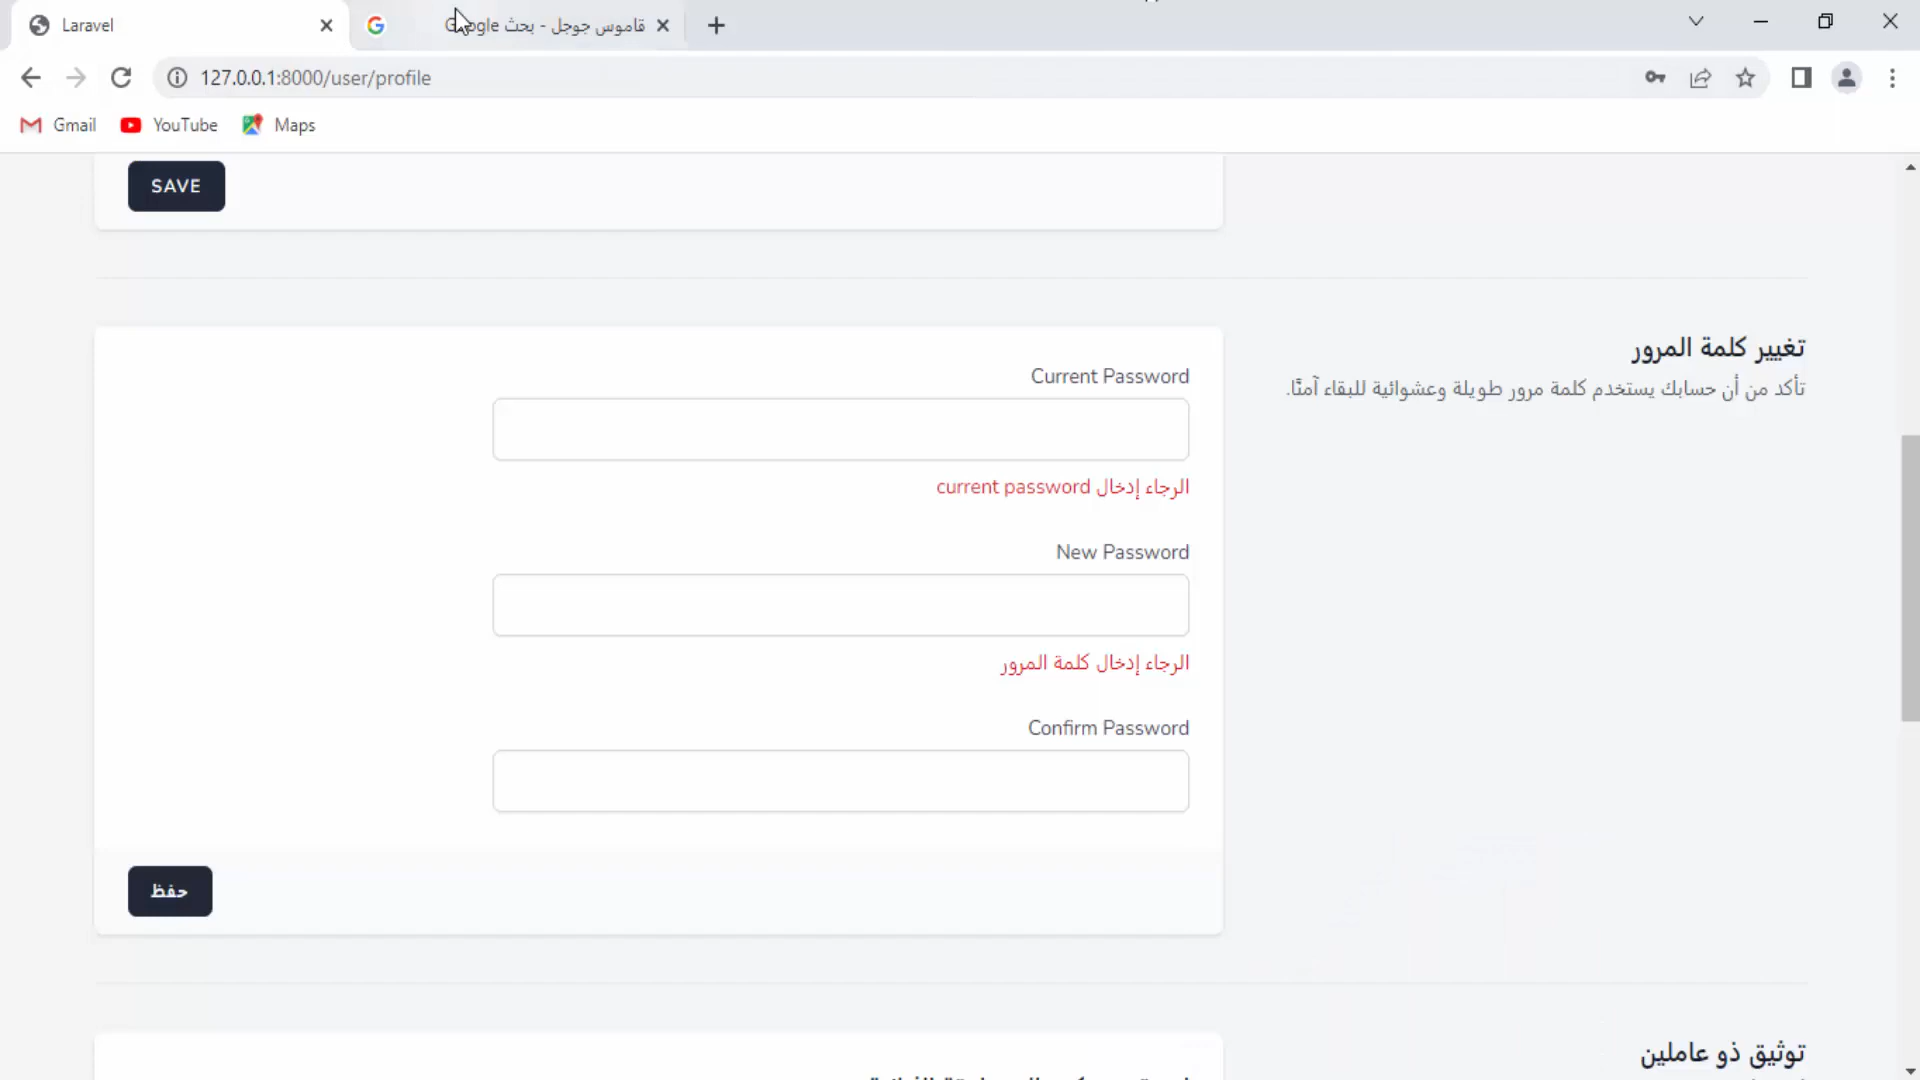 Laravel
قاموس جوجل - بحث Google
127.0.0.1:8000/user/profile
Gmail
YouTube
Maps
SAVE
تغيير كلمة المرور
تأكد من أن حسابك يستخدم كلمة مرور طويلة وعشوائية للبقاء آمنًا.
Current Password
الرجاء إدخال current password
New Password
الرجاء إدخال كلمة المرور
Confirm Password
حفظ
توثيق ذو عاملين